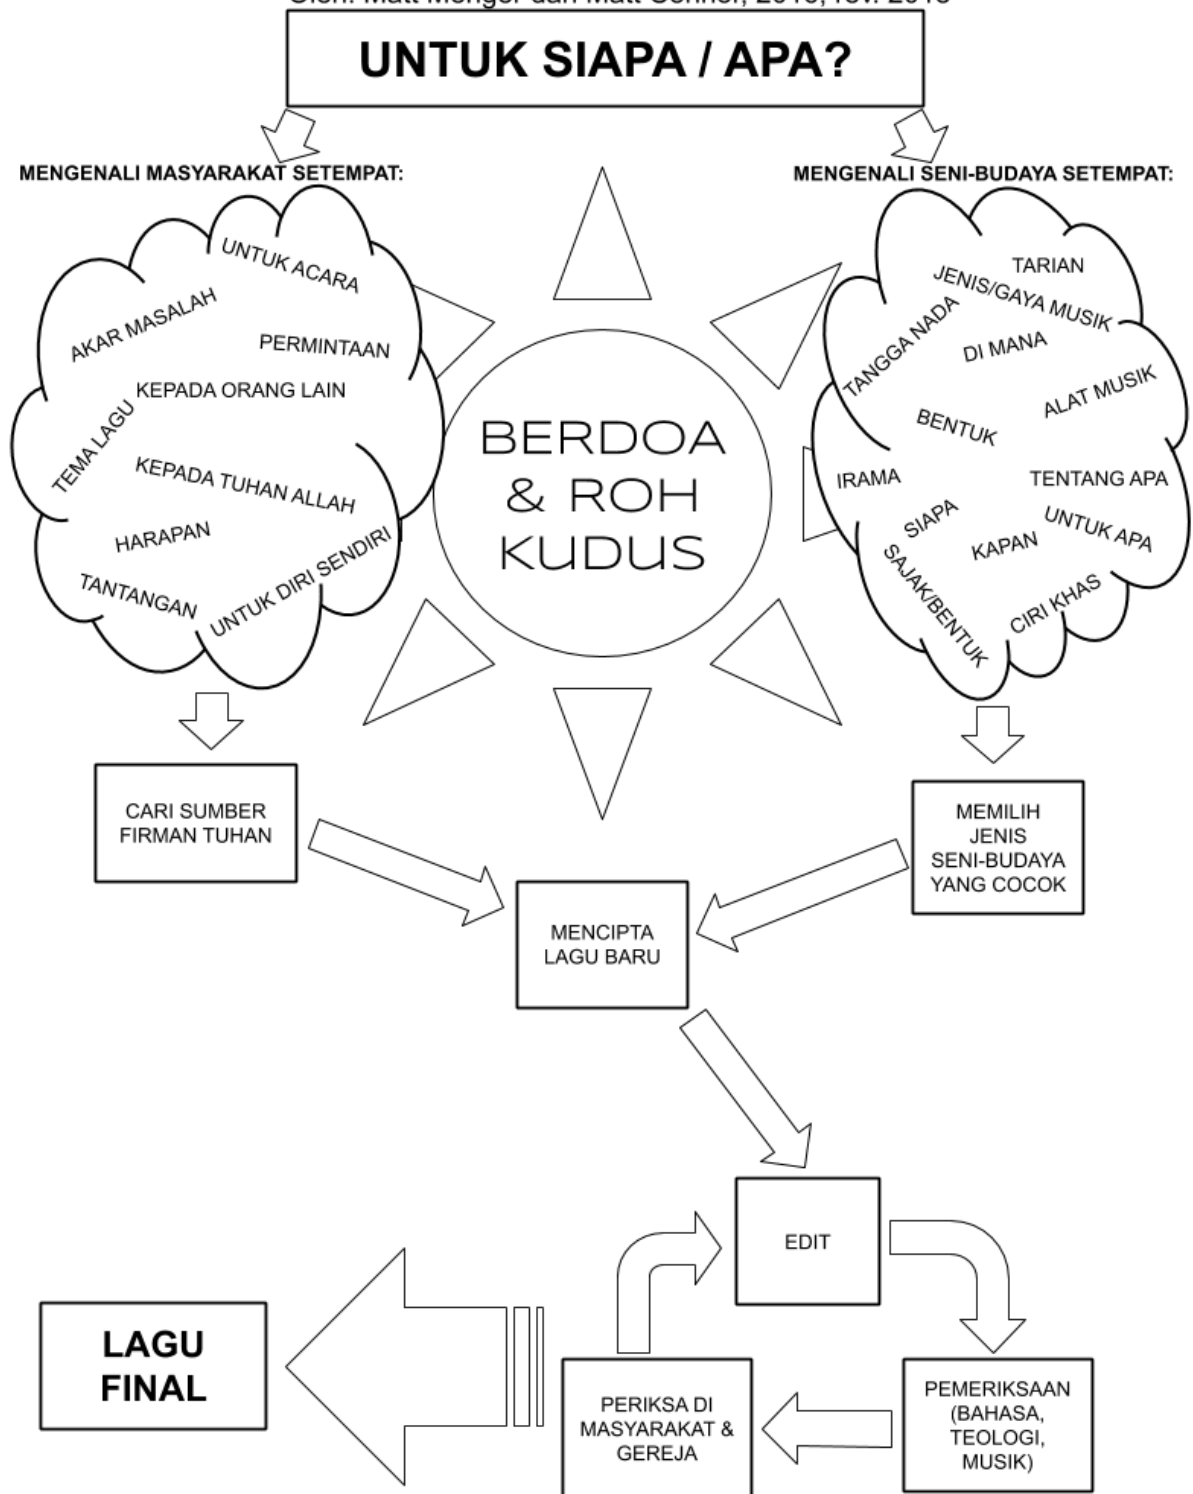 UNTUK SIAPA / APA?
MENGENALI MASYARAKAT SETEMPAT:
UNTUK ACARA
AKAR MASALAH
PERMINTAAN
KEPADA ORANG LAIN
TEMA LAGU
KEPADA TUHAN ALLAH
HARAPAN
TANTANGAN
UNTUK DIRI SENDIRI
BERDOA
& ROH
KUDUS
MENGENALI SENI-BUDAYA SETEMPAT:
TARIAN
JENIS/GAYA MUSIK
TANGGA NADA
DI MANA
ALAT MUSIK
BENTUK
IRAMA
TENTANG APA
SIAPA
UNTUK APA
KAPAN
SAJAK/BENTUK
CIRI KHAS
CARI SUMBER
FIRMAN TUHAN
MEMILIH
JENIS
SENI-BUDAYA
YANG COCOK
MENCIPTA
LAGU BARU
EDIT
PEMERIKSAAN
(BAHASA,
TEOLOGI,
MUSIK)
PERIKSA DI
MASYARAKAT &
GEREJA
LAGU
FINAL